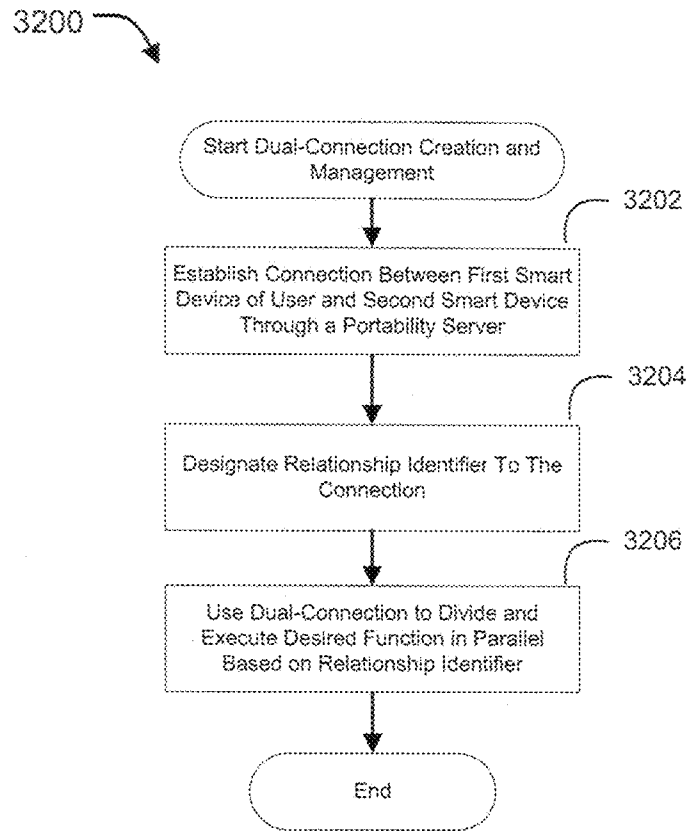 3200
Start Dual-Connection Creation and
Management
3202
Establish Connection Between First Smart
Device of User and Second Smart Device
Through a Portability Server
3204
Designate Relationship Identifier To The
Connection
3206
Use Dual-Connection to Divide and
Execute Desired Function in Parallel
Based on Relationship Identifier
End